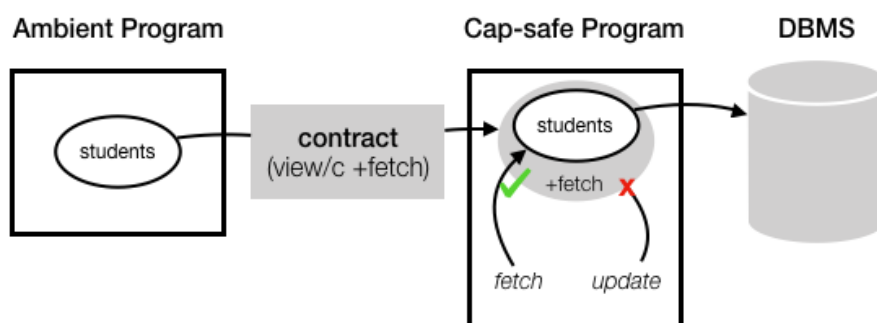 Ambient Program
Cap-safe Program
DBMS
students
contract
(view/c +fetch)
students
+fetch
x
fetch
update